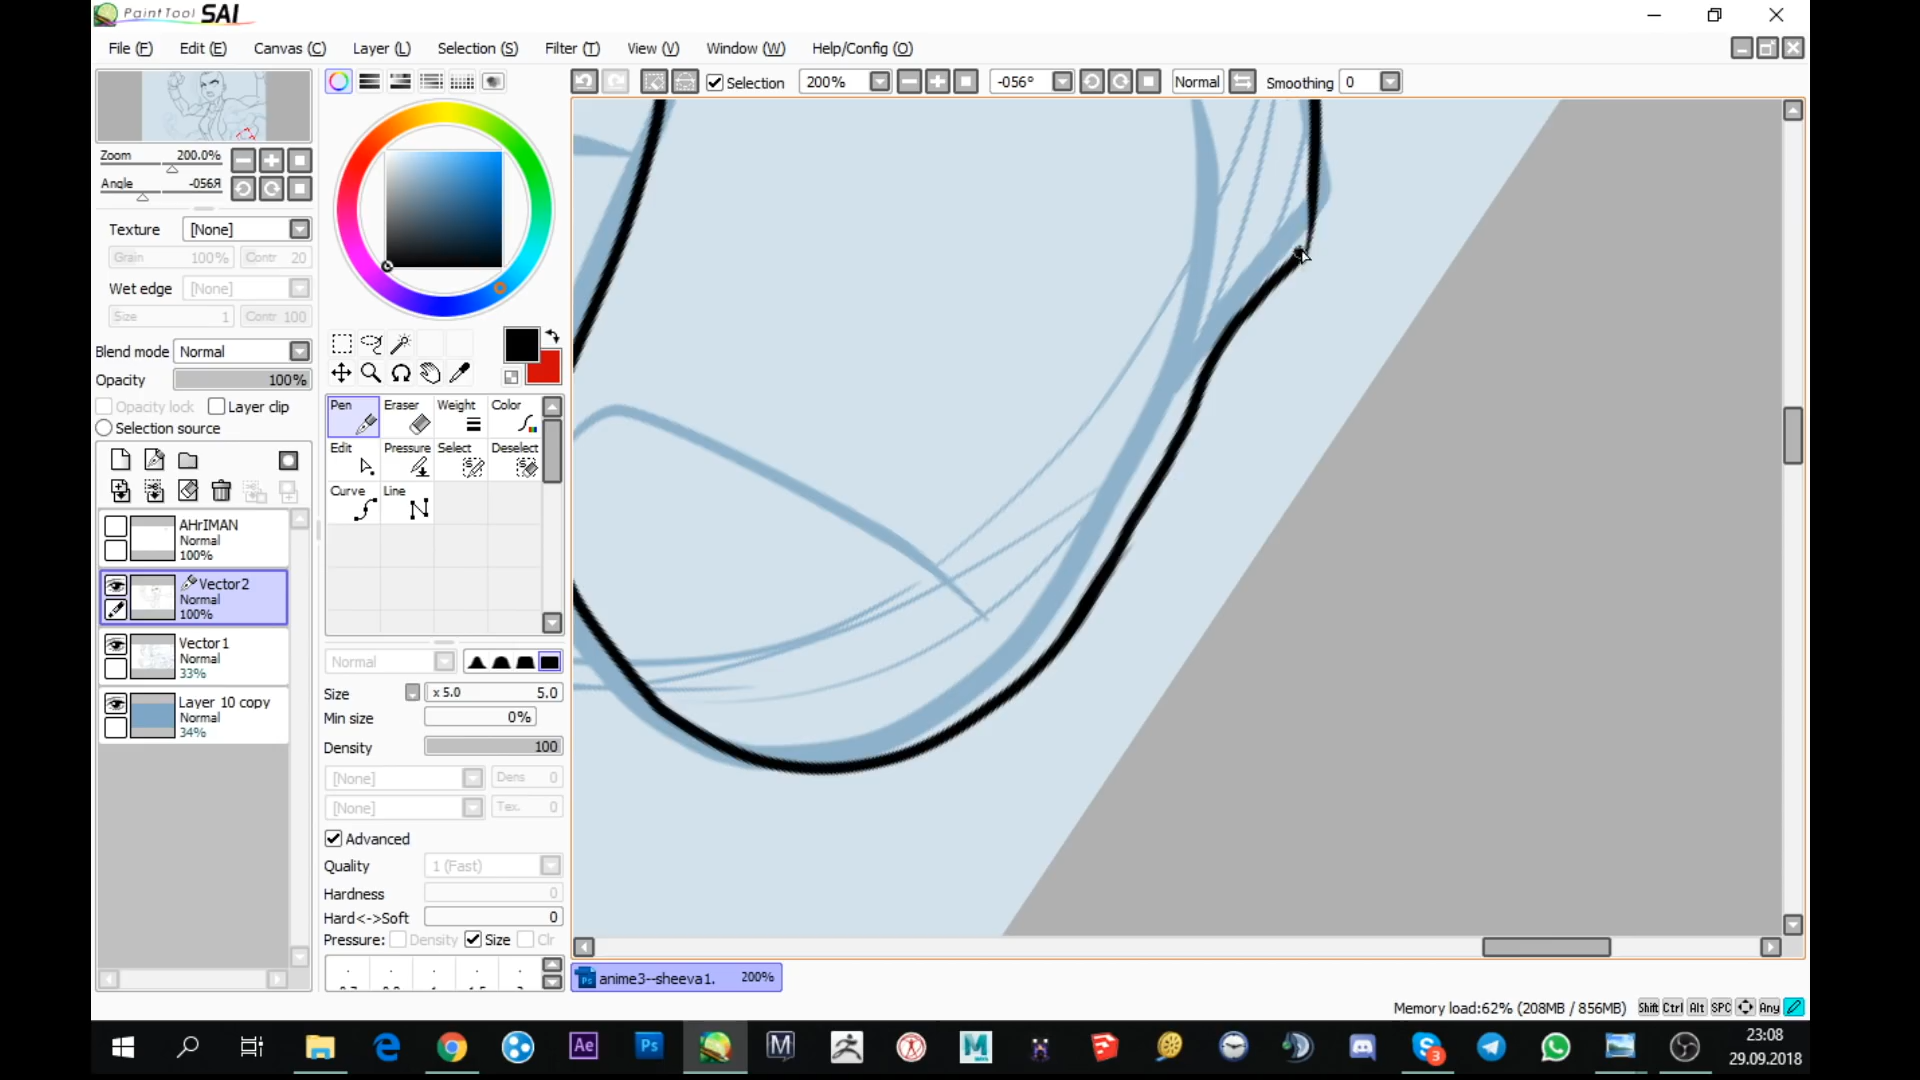 PaintTool SAI
File (F) Edit (E) Canvas (C) Layer (L) Selection (S) Filter (T) View (V) Window (W) Help/Config (O)
Selection 200% -056° Normal Smoothing 0
Zoom 200.0%
Angle -056Я
Texture [None]
Grain 100% Contr 20
Wet edge [None]
Size 1 Contr 100
Blend mode Normal
Opacity 100%
Opacity lock Layer clip
Selection source
AHrIMAN
Normal
100%
Vector2
Normal
100%
Vector1
Normal
33%
Layer 10 copy
Normal
34%
Pen Eraser Weight Color
Edit Pressure Select Deselect
Curve Line
Normal
Size x 5.0 5.0
Min size 0%
Density 100
[None] Dens 0
[None] Tex. 0
Advanced
Quality 1 (Fast)
Hardness 0
Hard<->Soft 0
Pressure: Density Size Clr
anime3--sheeva1. 200%
Memory load:62% (208MB / 856MB) Shift Ctrl Alt SPC Any
Ae Ps M M S 3
23:08
29.09.2018